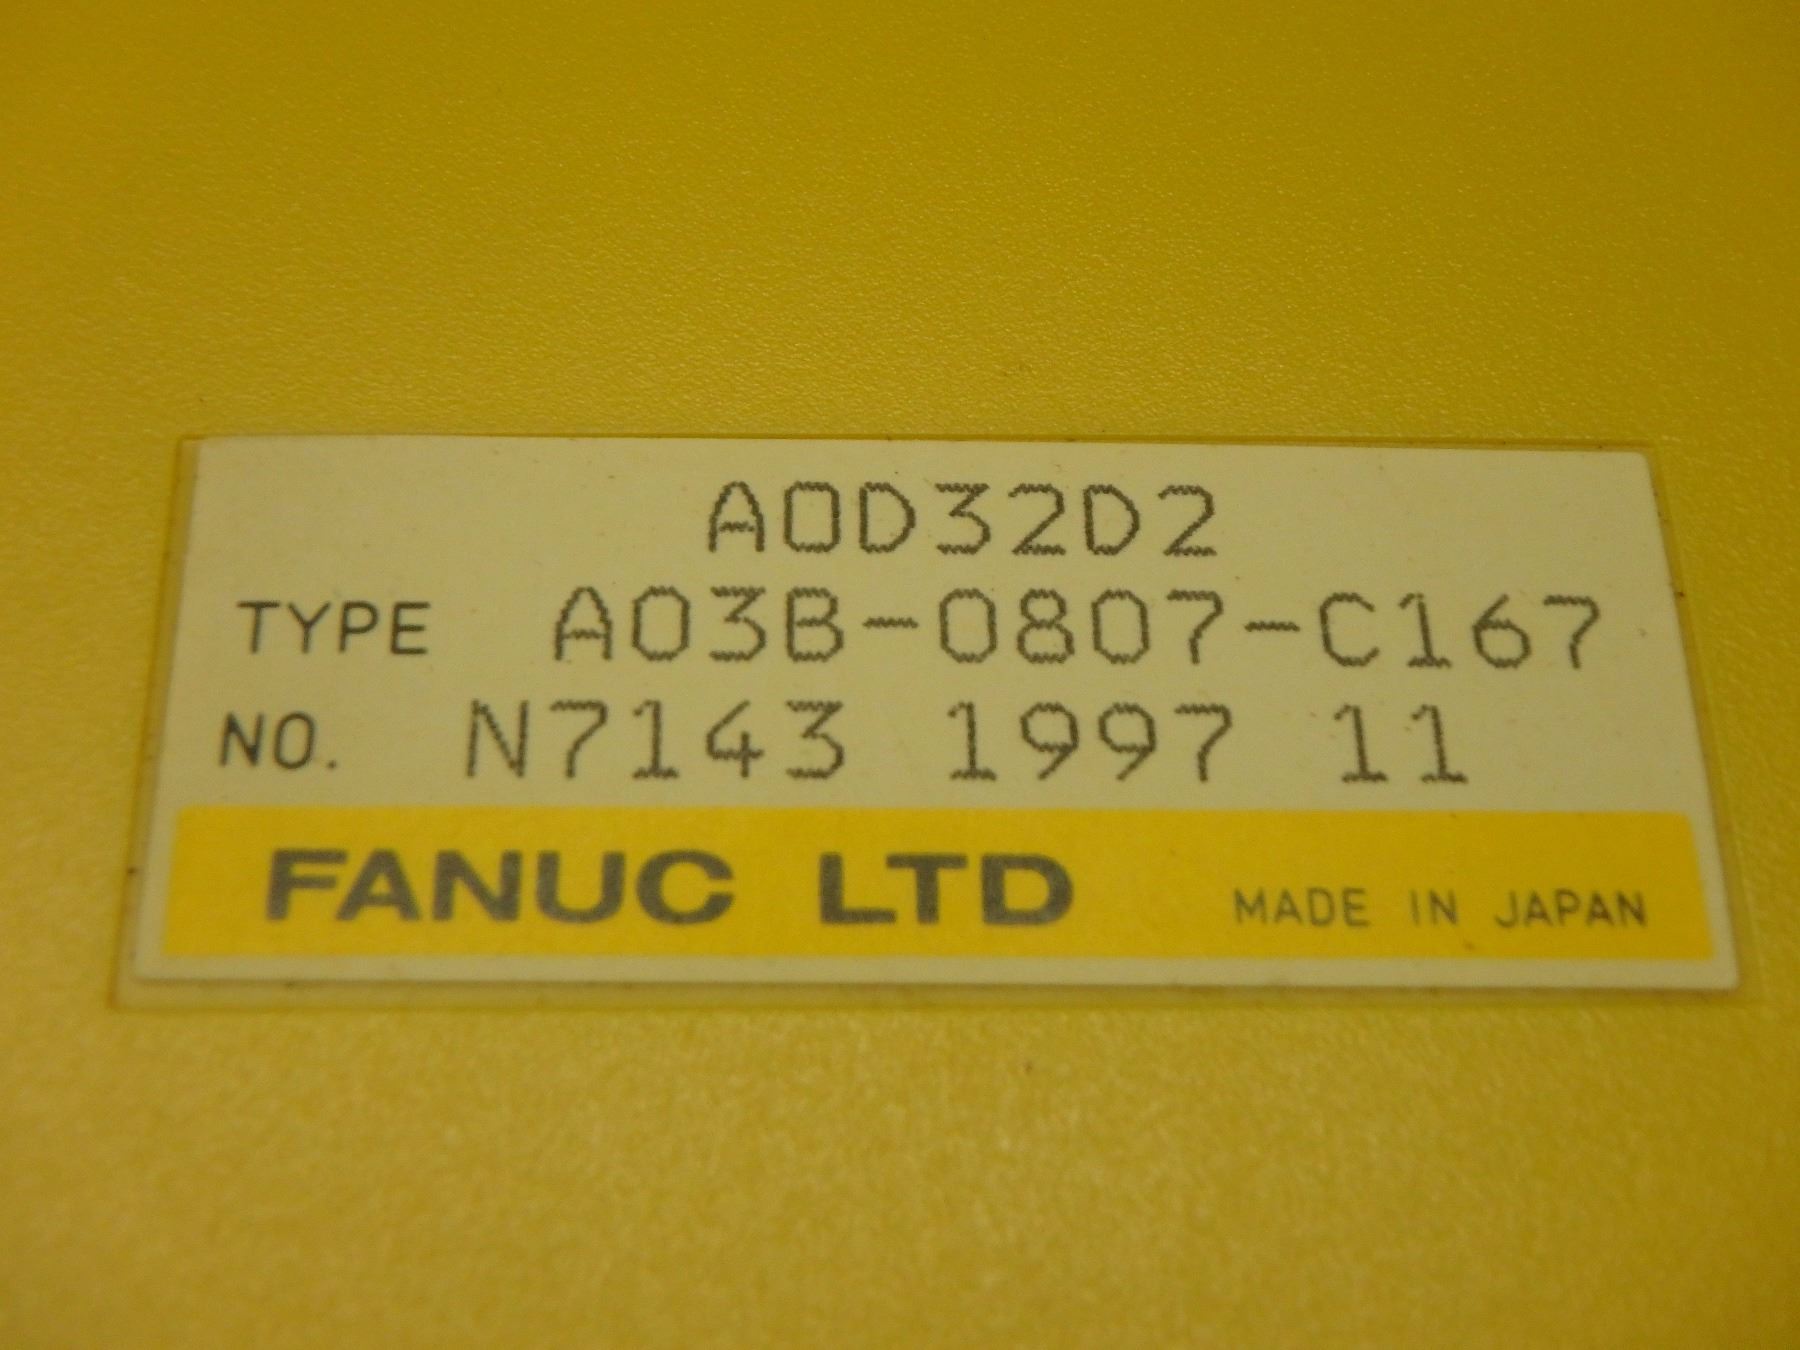 AOD32D2
TYPE A03B-0807-C167
NO. N7143 1997 11
FANUC LTD MADE IN JAPAN